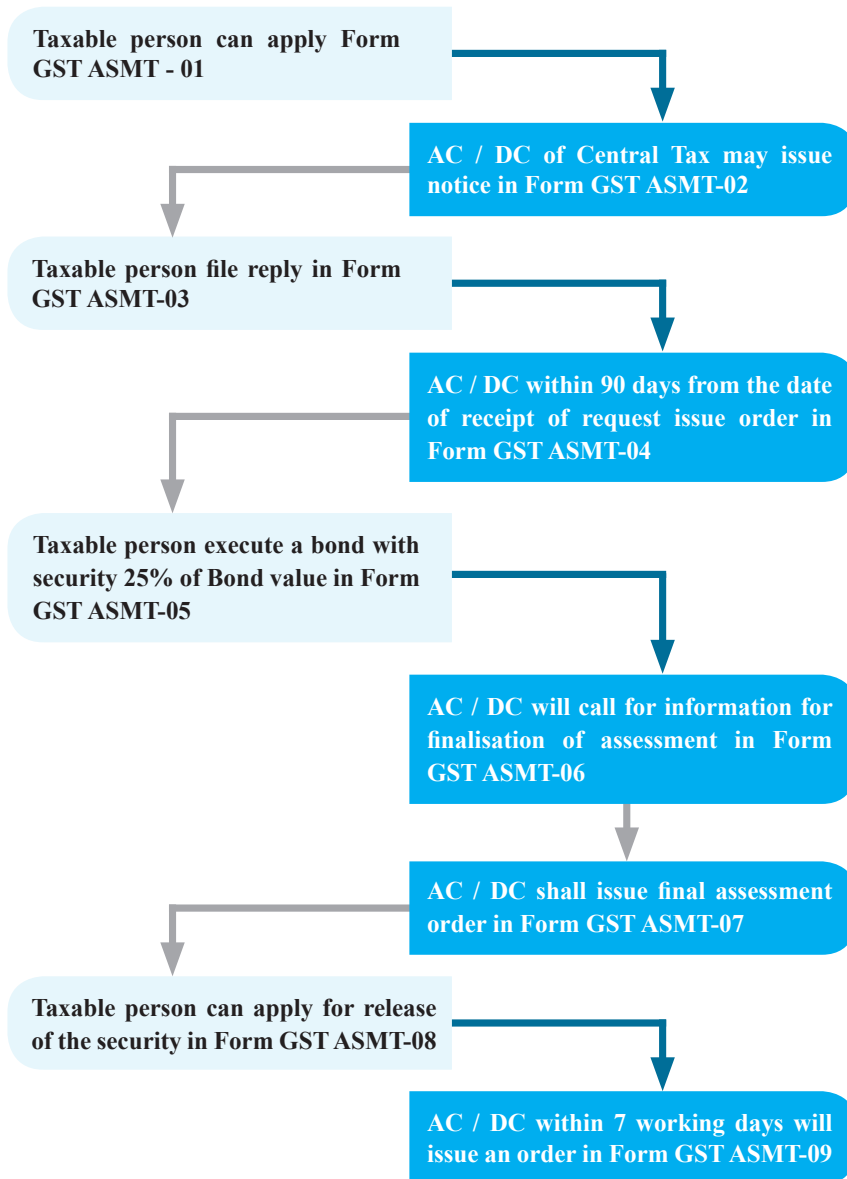 Taxable person can apply Form
GST ASMT - 01
AC / DC of Central Tax may issue
notice in Form GST ASMT-02
Taxable person file reply in Form
GST ASMT-03
AC / DC within 90 days from the date
of receipt of request issue order in
Form GST ASMT-04
Taxable person execute a bond with
security 25% of Bond value in Form
GST ASMT-05
AC / DC will call for information for
finalisation of assessment in Form
GST ASMT-06
AC / DC shall issue final assessment
order in Form GST ASMT-07
Taxable person can apply for release
of the security in Form GST ASMT-08
AC / DC within 7 working days will
issue an order in Form GST ASMT-09